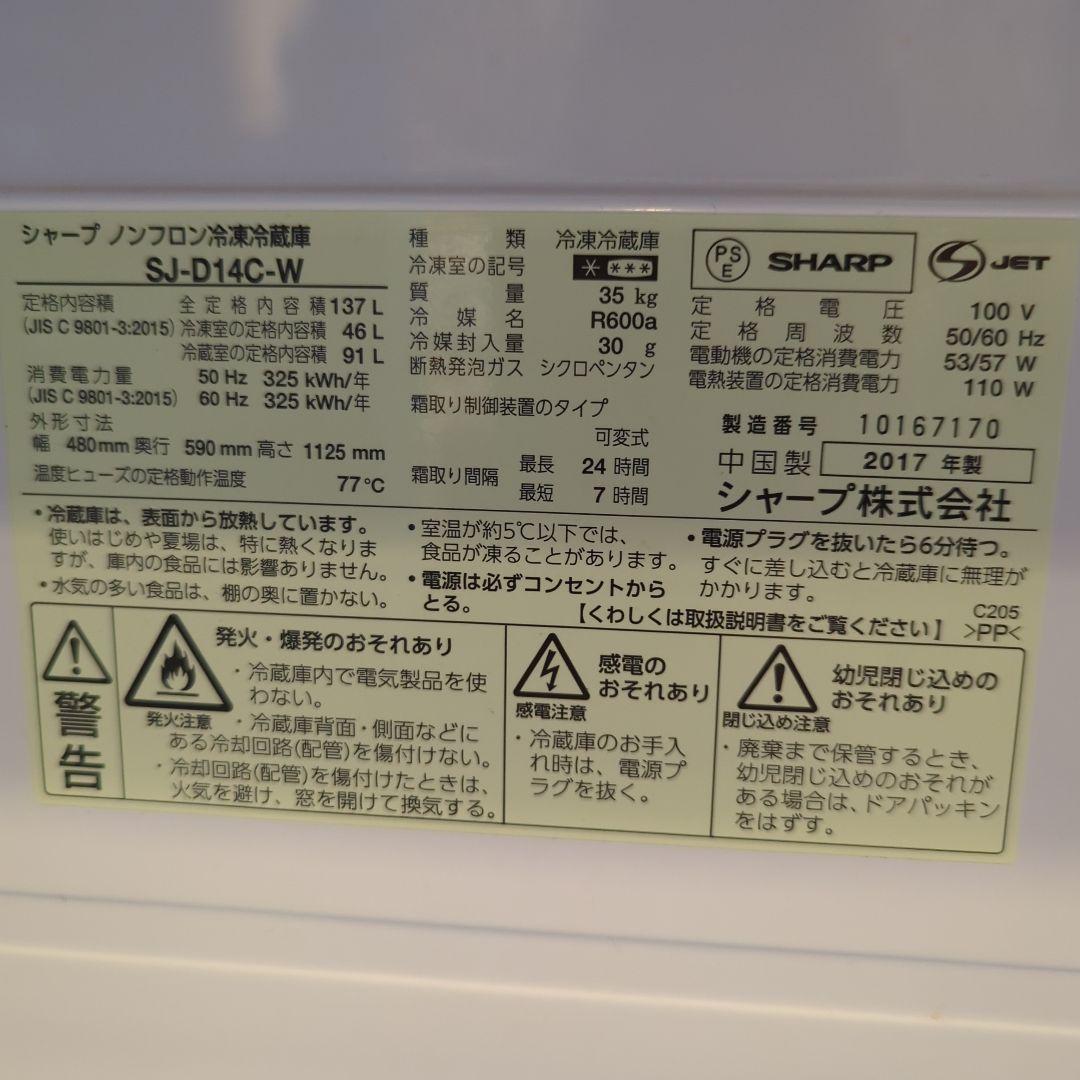 シャープ ノンフロン冷凍冷蔵庫
SJ-D14C-W
定格内容積 全定格内容積 137 L
(JIS C 9801-3:2015) 冷凍室の定格内容積 46 L
冷蔵室の定格内容積 91 L
消費電力量 50 Hz 325 kWh/年
(JIS C 9801-3:2015) 60 Hz 325 kWh/年
外形寸法
幅 480mm 奥行 590mm 高さ 1125 mm
温度ヒューズの定格動作温度 77℃
種類 冷凍冷蔵庫
冷凍室の記号 * ***
質量 35 kg
冷媒名 R600a
冷媒封入量 30 g
断熱発泡ガス シクロペンタン
霜取り制御装置のタイプ
可変式
霜取り間隔 最長 24 時間
最短 7 時間
PS E SHARP S JET
定格電圧 100 V
定格周波数 50/60 Hz
電動機の定格消費電力 53/57 W
電熱装置の定格消費電力 110 W
製造番号 10167170
中国製 2017 年製
シャープ株式会社
・冷蔵庫は、表面から放熱しています。
使いはじめや夏場は、特に熱くなりま
すが、庫内の食品には影響ありません。
・水気の多い食品は、棚の奥に置かない。
・室温が約5℃以下では、
食品が凍ることがあります。
・電源は必ずコンセントから
とる。
・電源プラグを抜いたら6分待つ。
すぐに差し込むと冷蔵庫に無理が
かかります。
【くわしくは取扱説明書をご覧ください】
C205
>PP<
警告
発火・爆発のおそれあり
発火注意
・冷蔵庫内で電気製品を使
わない。
・冷蔵庫背面・側面などに
ある冷却回路(配管)を傷付けない。
・冷却回路(配管)を傷付けたときは、
火気を避け、窓を開けて換気する。
感電の
おそれあり
感電注意
・冷蔵庫のお手入
れ時は、電源プ
ラグを抜く。
幼児閉じ込めの
おそれあり
閉じ込め注意
・廃棄まで保管するとき、
幼児閉じ込めのおそれが
ある場合は、ドアパッキン
をはずす。